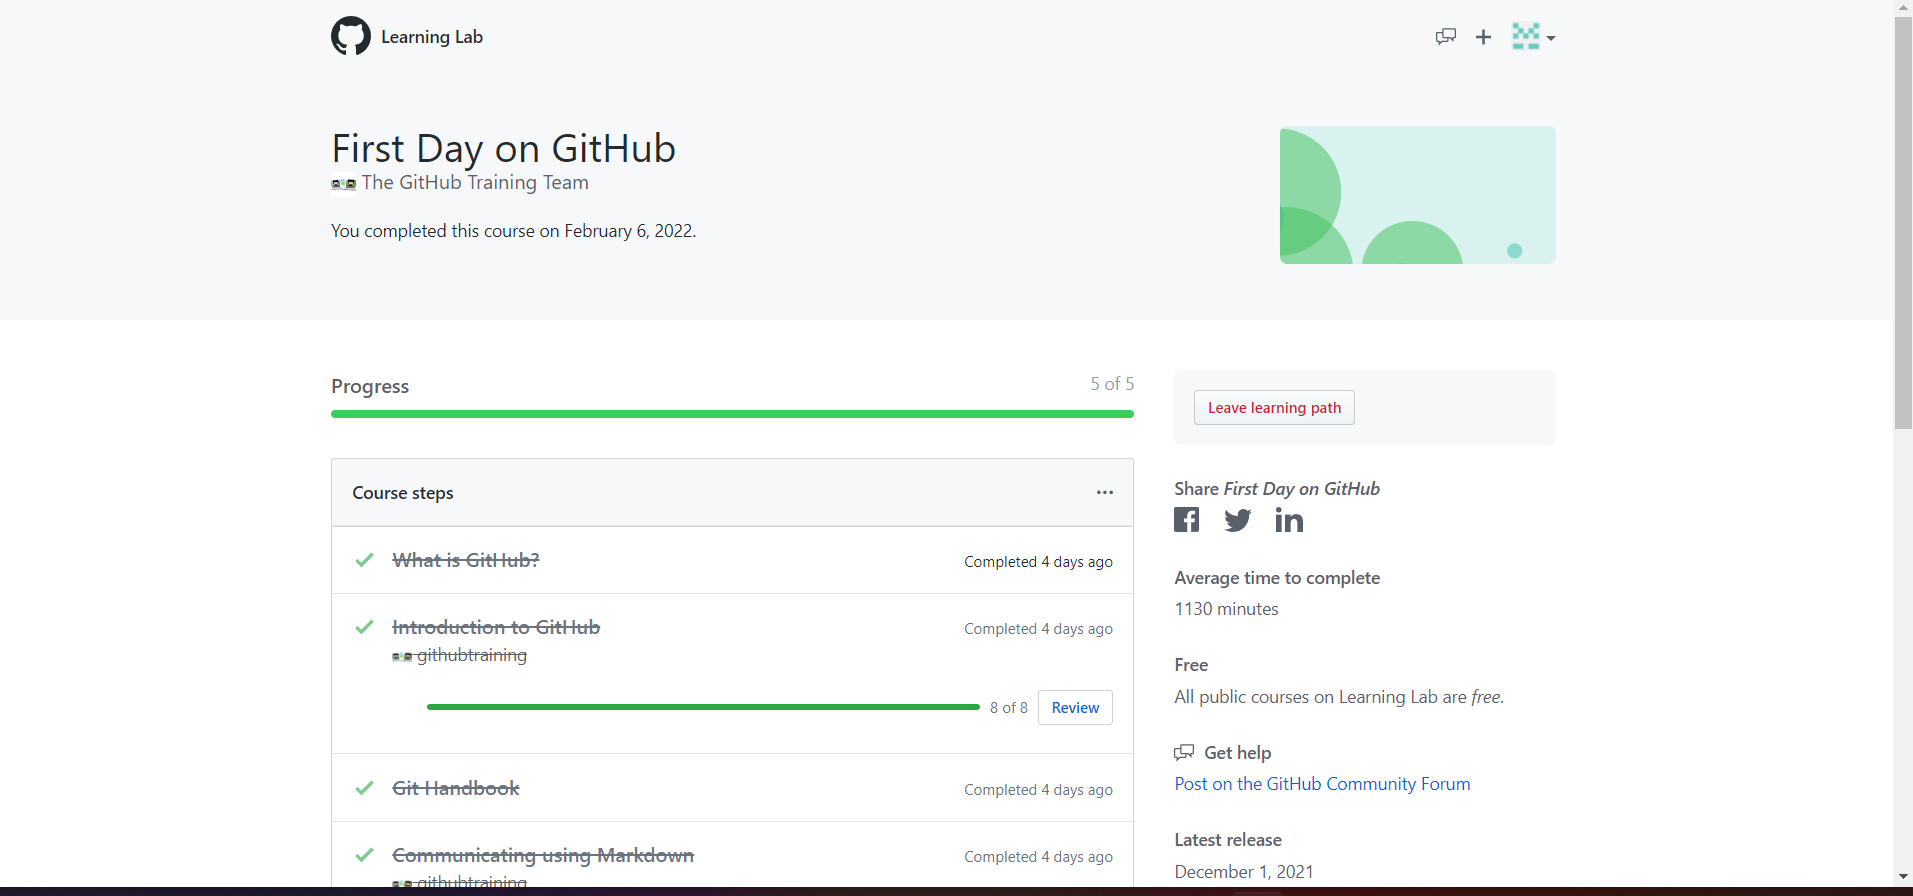 Learning Lab
First Day on GitHub
The GitHub Training Team
You completed this course on February 6, 2022.
Progress
5 of 5
Course steps
What is GitHub?
Completed 4 days ago
Introduction to GitHub
Completed 4 days ago
githubtraining
8 of 8
Review
Git Handbook
Completed 4 days ago
Communicating using Markdown
Completed 4 days ago
githubtraining
Leave learning path
Share First Day on GitHub
Average time to complete
1130 minutes
Free
All public courses on Learning Lab are free.
Get help
Post on the GitHub Community Forum
Latest release
December 1, 2021